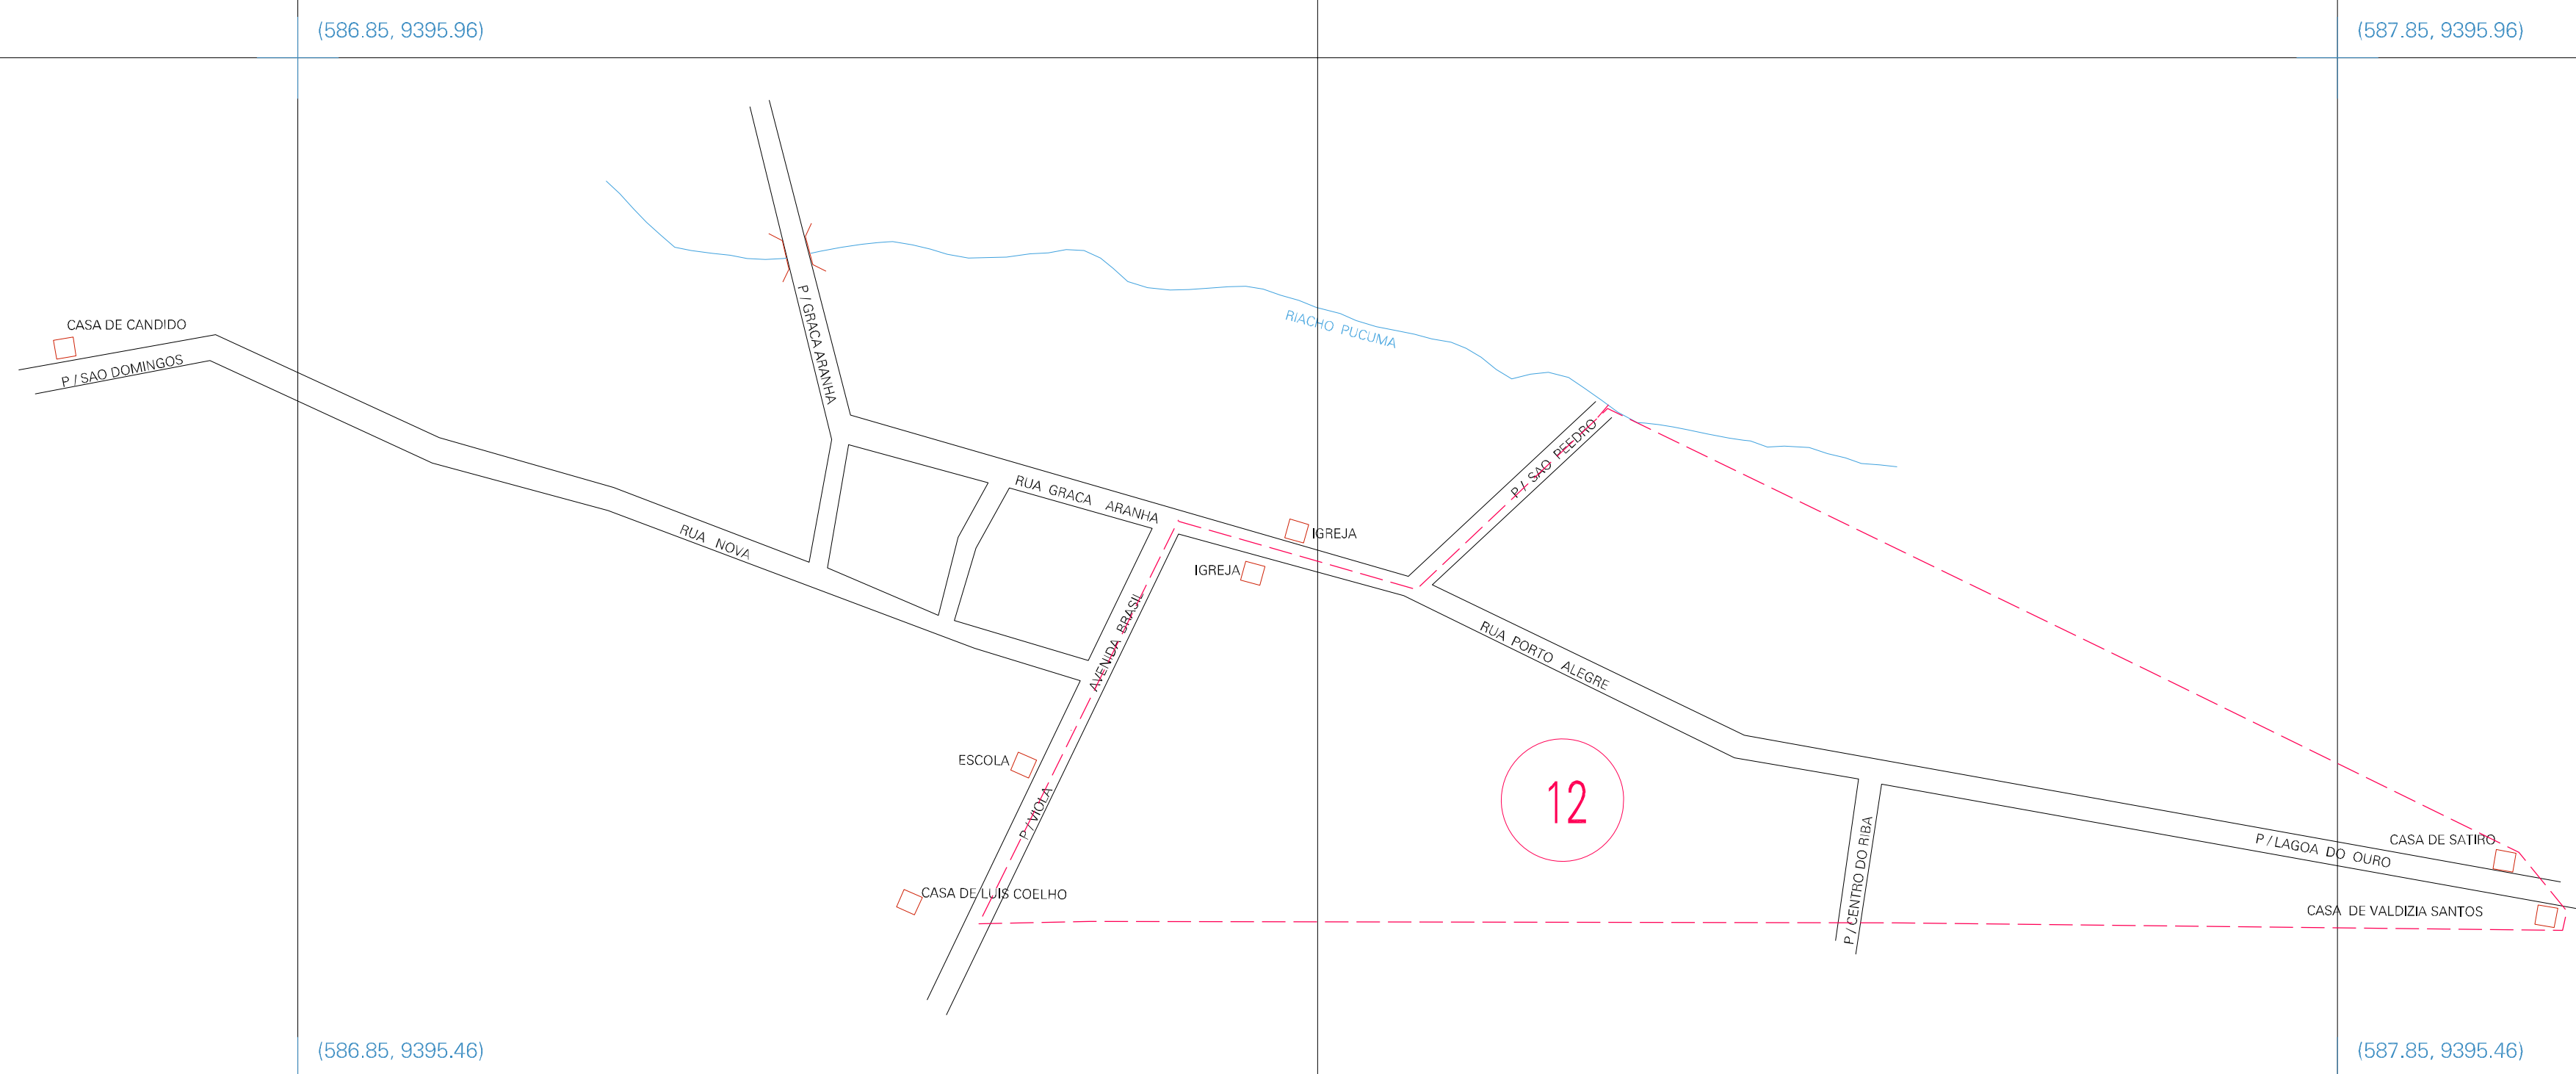 (586.85, 9395.96)
(587.85, 9395.96)
CASA DE CANDIDO
P / SAO DOMINGOS
P / GRACA ARANHA
RIACHO PUCUMA
P / SAO PEEDRO
RUA GRACA ARANHA
RUA NOVA
IGREJA
IGREJA
AVENIDA BRASIL
RUA PORTO ALEGRE
ESCOLA
P / VIOLA
12
P / CENTRO DO RIBA
P / LAGOA DO OURO
CASA DE SATIRO
CASA DE LUIS COELHO
CASA DE VALDIZIA SANTOS
(586.85, 9395.46)
(587.85, 9395.46)